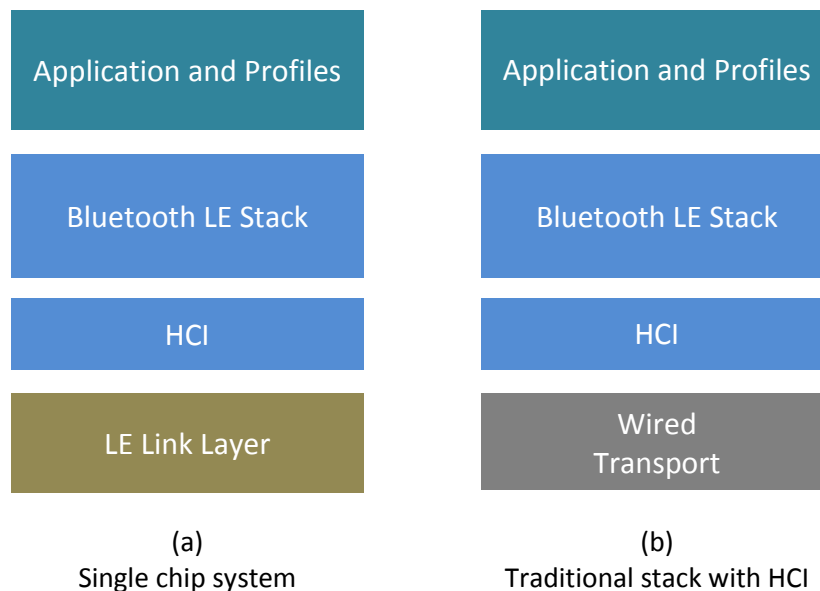 Application and Profiles
Bluetooth LE Stack
HCI
LE Link Layer
(a)
Single chip system
Application and Profiles
Bluetooth LE Stack
HCI
Wired
Transport
(b)
Traditional stack with HCI